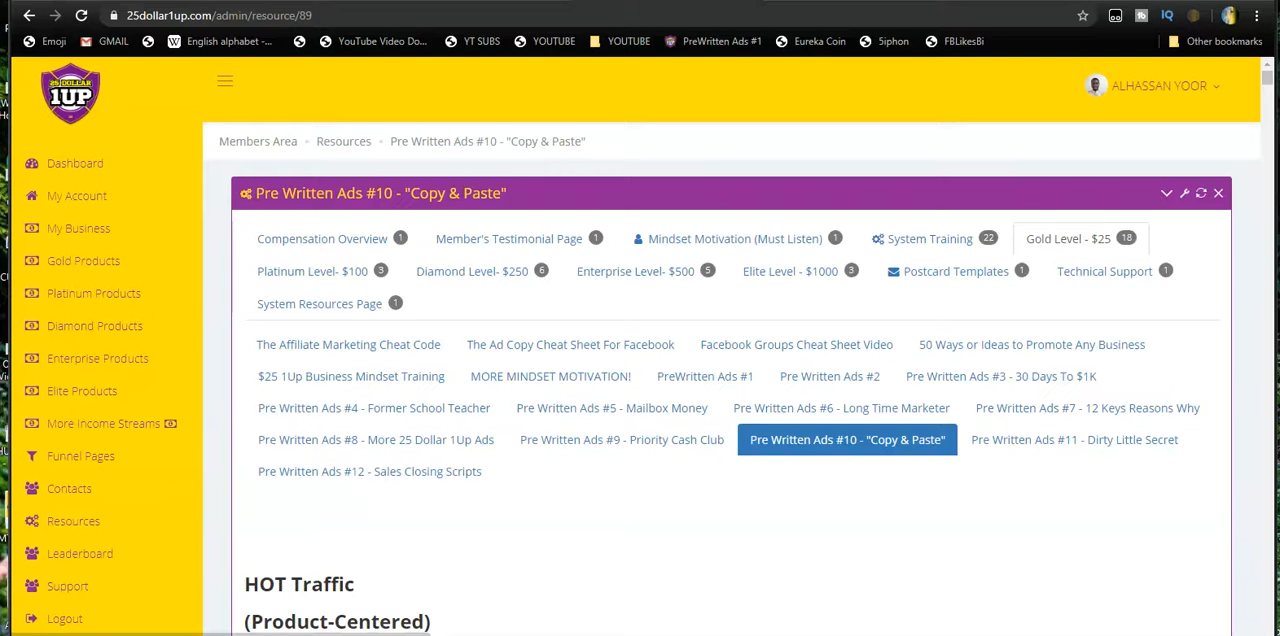 25dollar1up.com/admin/resource/89
IQ
Emoji GMAIL English alphabet -... YouTube Video Do... YT SUBS YOUTUBE YOUTUBE PreWritten Ads #1 Eureka Coin 5iphon FBLikesBi Other bookmarks
25 DOLLAR
1UP
ALHASSAN YOOR
Members Area • Resources • Pre Written Ads #10 - "Copy & Paste"
Dashboard
My Account
My Business
Gold Products
Platinum Products
Diamond Products
Enterprise Products
Elite Products
More Income Streams
Funnel Pages
Contacts
Resources
Leaderboard
Support
Logout
Pre Written Ads #10 - "Copy & Paste"
Compensation Overview 1 Member's Testimonial Page 1 Mindset Motivation (Must Listen) 1 System Training 22 Gold Level - $25 18
Platinum Level- $100 3 Diamond Level- $250 6 Enterprise Level- $500 5 Elite Level - $1000 3 Postcard Templates 1 Technical Support 1
System Resources Page 1
The Affiliate Marketing Cheat Code The Ad Copy Cheat Sheet For Facebook Facebook Groups Cheat Sheet Video 50 Ways or Ideas to Promote Any Business
$25 1Up Business Mindset Training MORE MINDSET MOTIVATION! PreWritten Ads #1 Pre Written Ads #2 Pre Written Ads #3 - 30 Days To $1K
Pre Written Ads #4 - Former School Teacher Pre Written Ads #5 - Mailbox Money Pre Written Ads #6 - Long Time Marketer Pre Written Ads #7 - 12 Keys Reasons Why
Pre Written Ads #8 - More 25 Dollar 1Up Ads Pre Written Ads #9 - Priority Cash Club Pre Written Ads #10 - "Copy & Paste" Pre Written Ads #11 - Dirty Little Secret
Pre Written Ads #12 - Sales Closing Scripts
HOT Traffic
(Product-Centered)